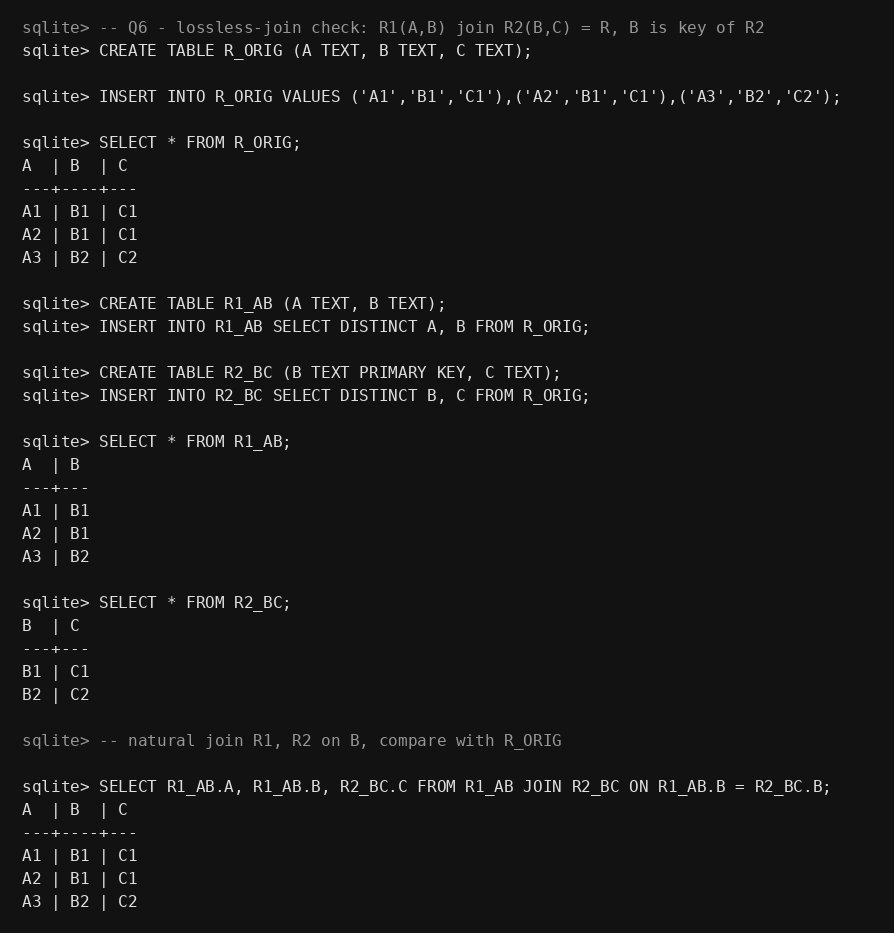 sqlite> -- Q6 - lossless-join check: R1(A,B) join R2(B,C) = R, B is key of R2
sqlite> CREATE TABLE R_ORIG (A TEXT, B TEXT, C TEXT);
sqlite> INSERT INTO R_ORIG VALUES ('A1','B1','C1'),('A2','B1','C1'),('A3','B2','C2');
sqlite> SELECT * FROM R_ORIG;
A  | B  | C
---+----+---
A1 | B1 | C1
A2 | B1 | C1
A3 | B2 | C2
sqlite> CREATE TABLE R1_AB (A TEXT, B TEXT);
sqlite> INSERT INTO R1_AB SELECT DISTINCT A, B FROM R_ORIG;
sqlite> CREATE TABLE R2_BC (B TEXT PRIMARY KEY, C TEXT);
sqlite> INSERT INTO R2_BC SELECT DISTINCT B, C FROM R_ORIG;
sqlite> SELECT * FROM R1_AB;
A  | B
---+---
A1 | B1
A2 | B1
A3 | B2
sqlite> SELECT * FROM R2_BC;
B  | C
---+---
B1 | C1
B2 | C2
sqlite> -- natural join R1, R2 on B, compare with R_ORIG
sqlite> SELECT R1_AB.A, R1_AB.B, R2_BC.C FROM R1_AB JOIN R2_BC ON R1_AB.B = R2_BC.B;
A  | B  | C
---+----+---
A1 | B1 | C1
A2 | B1 | C1
A3 | B2 | C2